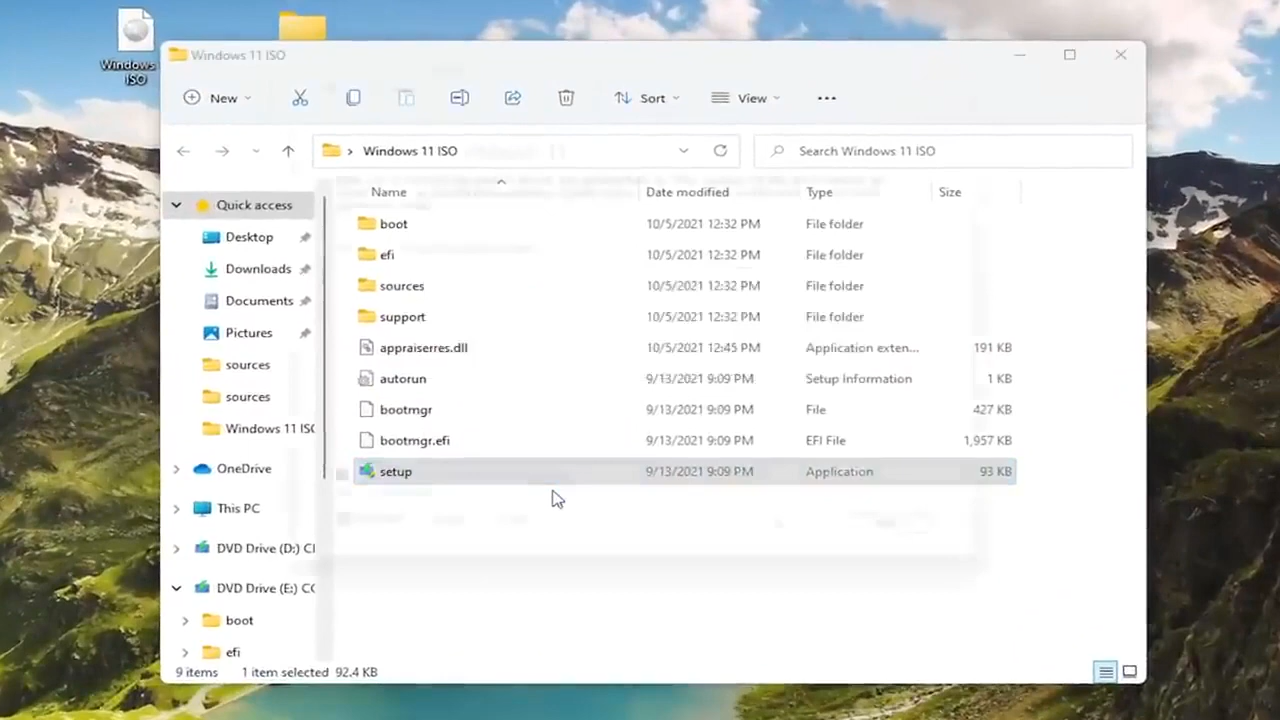 Windows
ISO
Windows 11 ISO
New
Sort
View
Windows 11 ISO
Search Windows 11 ISO
Name Date modified Type Size
Quick access
Desktop
Downloads
Documents
Pictures
sources
sources
Windows 11 ISO
OneDrive
This PC
DVD Drive (D:) C
DVD Drive (E:) CC
boot
efi
boot 10/5/2021 12:32 PM File folder
efi 10/5/2021 12:32 PM File folder
sources 10/5/2021 12:32 PM File folder
support 10/5/2021 12:32 PM File folder
appraiserres.dll 10/5/2021 12:45 PM Application exten... 191 KB
autorun 9/13/2021 9:09 PM Setup Information 1 KB
bootmgr 9/13/2021 9:09 PM File 427 KB
bootmgr.efi 9/13/2021 9:09 PM EFI File 1,957 KB
setup 9/13/2021 9:09 PM Application 93 KB
9 items 1 item selected 92.4 KB